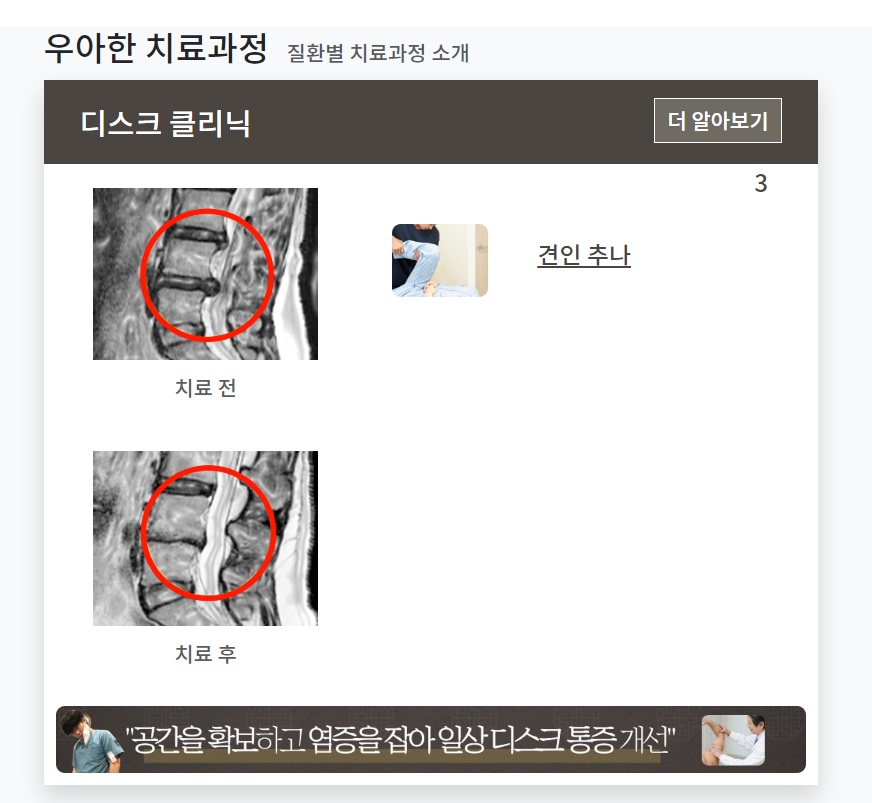 우아한 치료과정 질환별 치료과정 소개
디스크 클리닉
더 알아보기
3
견인 추나
치료 전
치료 후
"공간을 확보하고 염증을 잡아 일상 디스크 통증 개선"